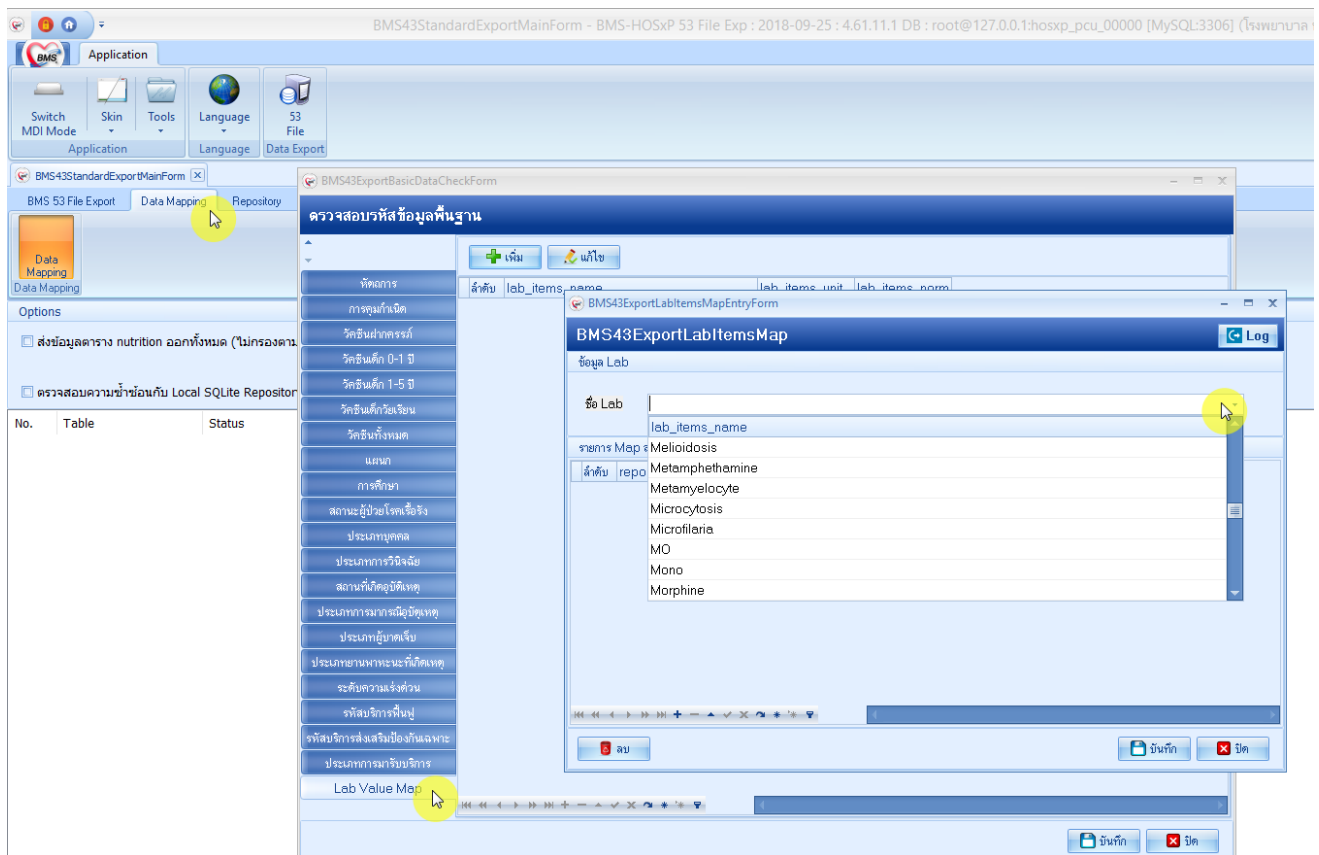 BMS43StandardExportMainForm - BMS-HOSxP 53 File Exp : 2018-09-25 : 4.61.11.1 DB : root@127.0.0.1:hosxp_pcu_00000 [MySQL:3306] (โรงพยาบาล
BMS
Application
Switch MDI Mode
Skin
Tools
Language
53 File
Application
Language
Data Export
BMS43StandardExportMainForm
BMS 53 File Export
Data Mapping
Repository
Data Mapping
Data Mapping
Options
ส่งข้อมูลตาราง nutrition ออกทั้งหมด (ไม่กรองตาม
ตรวจสอบความซ้ำซ้อนกับ Local SQLite Repositor
No. Table Status
BMS43ExportBasicDataCheckForm
ตรวจสอบรหัสข้อมูลพื้นฐาน
เพิ่ม
แก้ไข
ลำดับ lab_items_name lab_items_unit lab_items_norm
หัตถการ
การคุมกำเนิด
วัคซีนฝากครรภ์
วัคซีนเด็ก 0-1 ปี
วัคซีนเด็ก 1-5 ปี
วัคซีนเด็กวัยเรียน
วัคซีนทั้งหมด
แผนก
การศึกษา
สถานะผู้ป่วยโรคเรื้อรัง
ประเภทบุคคล
ประเภทการวินิจฉัย
สถานที่เกิดอุบัติเหตุ
ประเภทการมากรณีอุบัติเหตุ
ประเภทผู้บาดเจ็บ
ประเภทยานพาหนะที่เกิดเหตุ
ระดับความเร่งด่วน
รหัสบริการฟื้นฟู
รหัสบริการส่งเสริมป้องกันเฉพาะ
ประเภทการมารับบริการ
Lab Value Map
BMS43ExportLabItemsMapEntryForm
BMS43ExportLabItemsMap
Log
ข้อมูล Lab
ชื่อ Lab
lab_items_name
รายการ Map
ลำดับ repo
Melioidosis
Metamphethamine
Metamyelocyte
Microcytosis
Microfilaria
MO
Mono
Morphine
ลบ
บันทึก
ปิด
บันทึก
ปิด